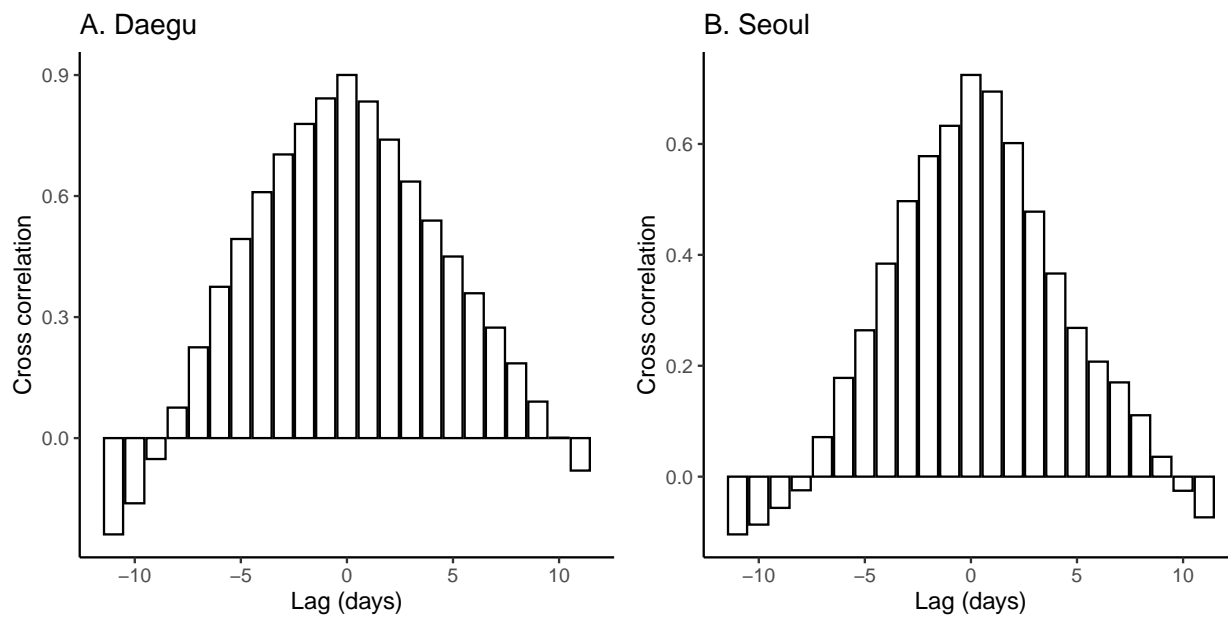 A. Daegu
Cross correlation
0.9
0.6
0.3
0.0
−10 −5 0 5 10
Lag (days)
B. Seoul
Cross correlation
0.6
0.4
0.2
0.0
−10 −5 0 5 10
Lag (days)